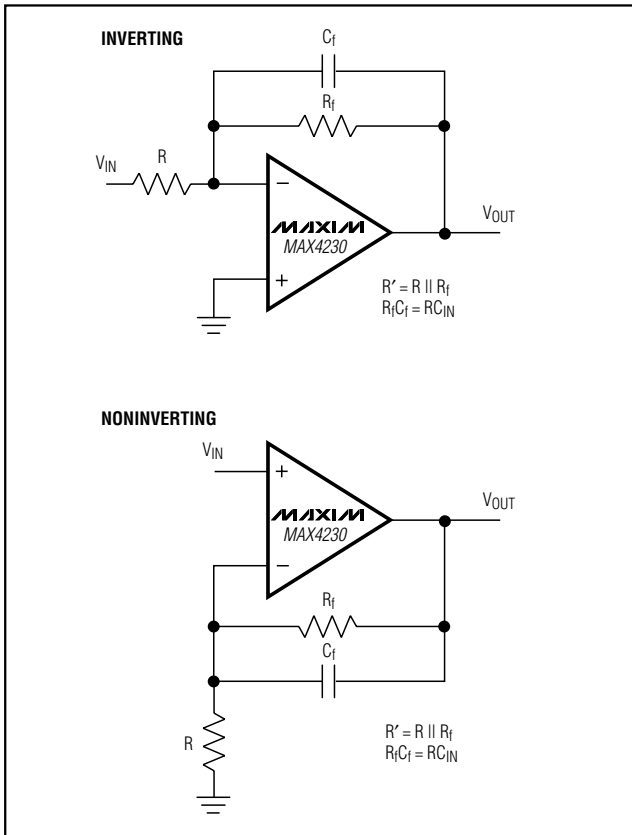 INVERTING
Cf
Rf
VIN
R
−
MAXIM
MAX4230
+
VOUT
R′ = R || Rf
RfCf = RCIN
NONINVERTING
VIN
+
MAXIM
MAX4230
−
VOUT
Rf
Cf
R
R′ = R || Rf
RfCf = RCIN